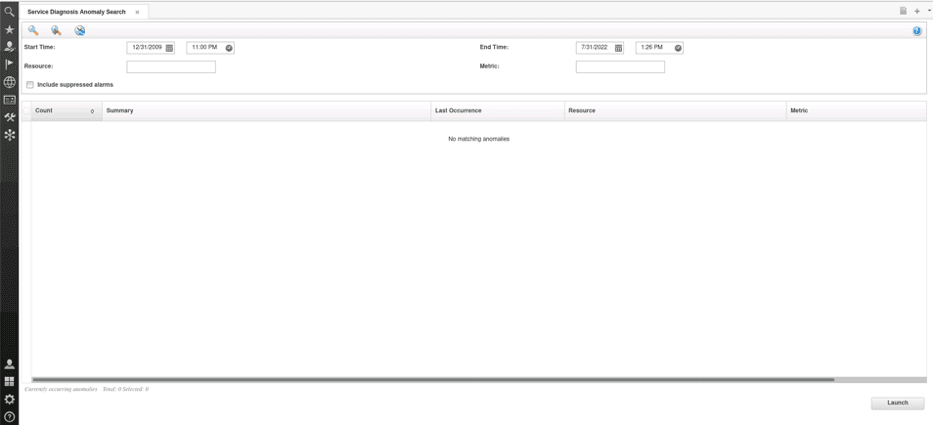 Service Diagnosis Anomaly Search
Start Time: 12/31/2009 11:00 PM End Time: 7/31/2022 1:26 PM
Resource: Metric:
Include suppressed alarms
Count Summary Last Occurrence Resource Metric
No matching anomalies
Currently occurring anomalies Total: 0 Selected: 0
Launch